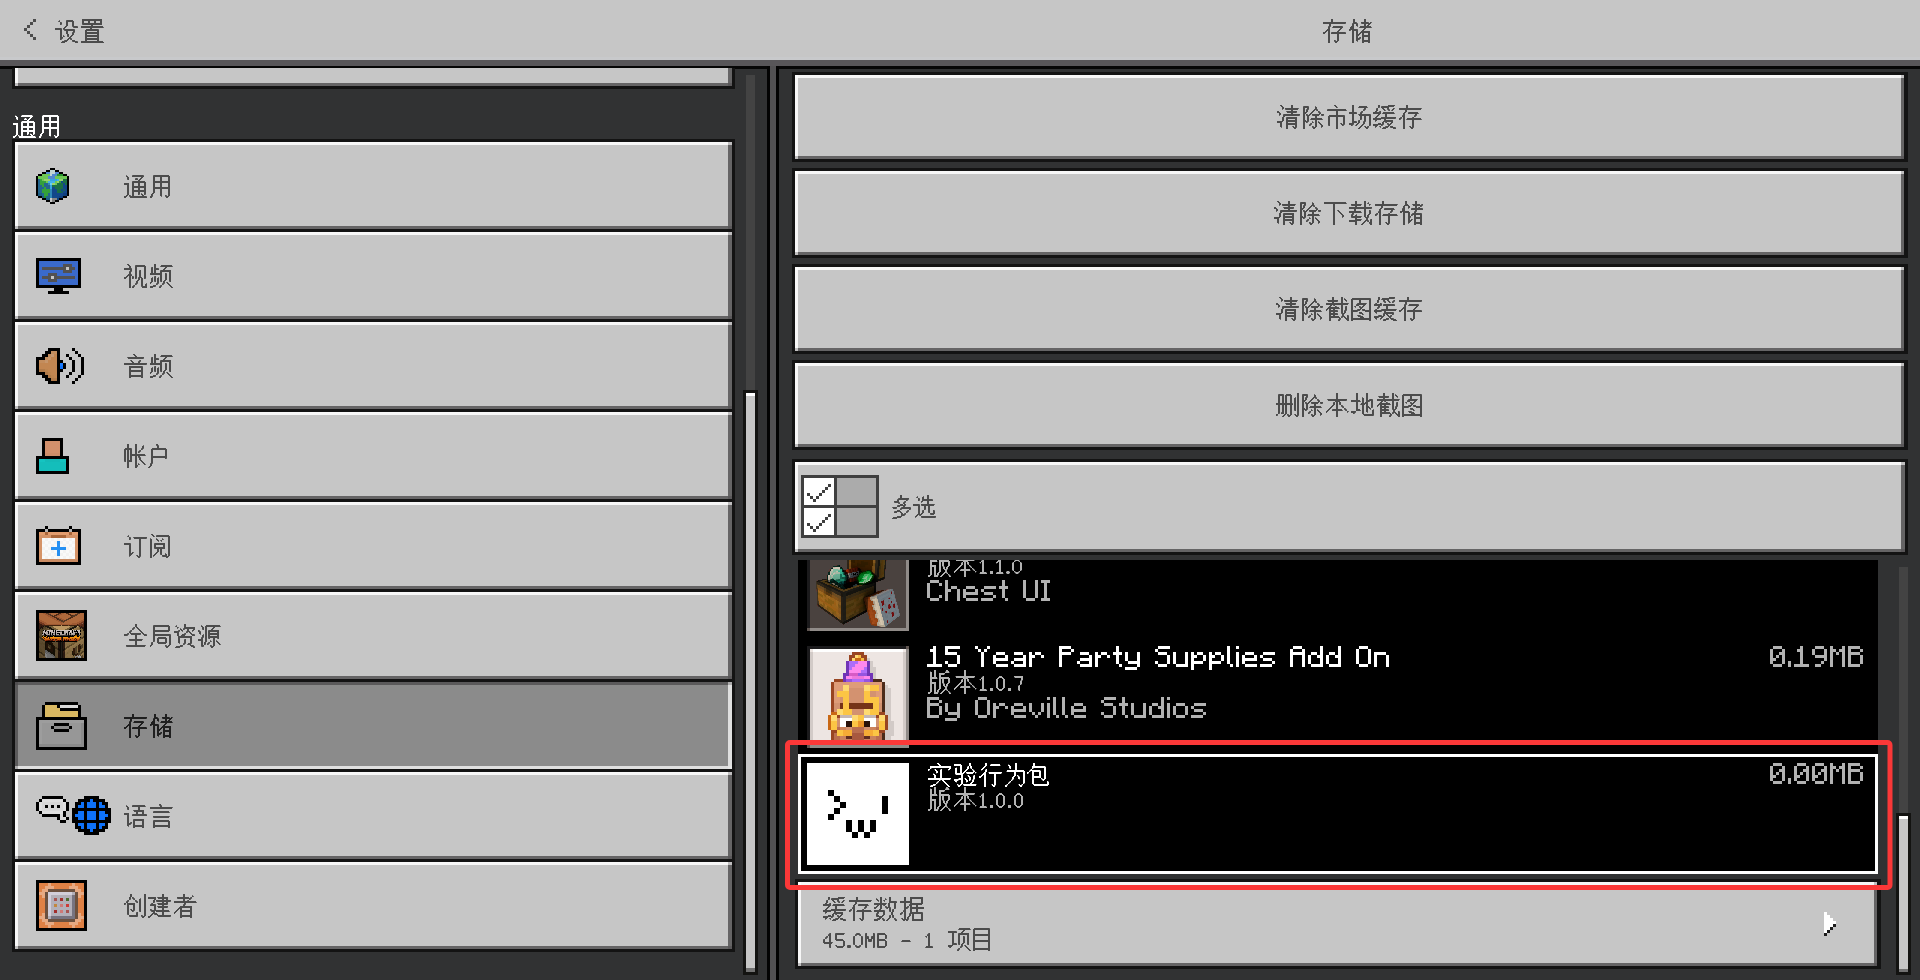 设置
存储
通用
通用
视频
音频
帐户
订阅
全局资源
存储
语言
创建者
清除市场缓存
清除下载存储
清除截图缓存
删除本地截图
多选
版本1.1.0
Chest UI
15 Year Party Supplies Add On
0.19MB
版本1.0.7
By Oreville Studios
实验行为包
0.00MB
版本1.0.0
缓存数据
45.0MB - 1 项目